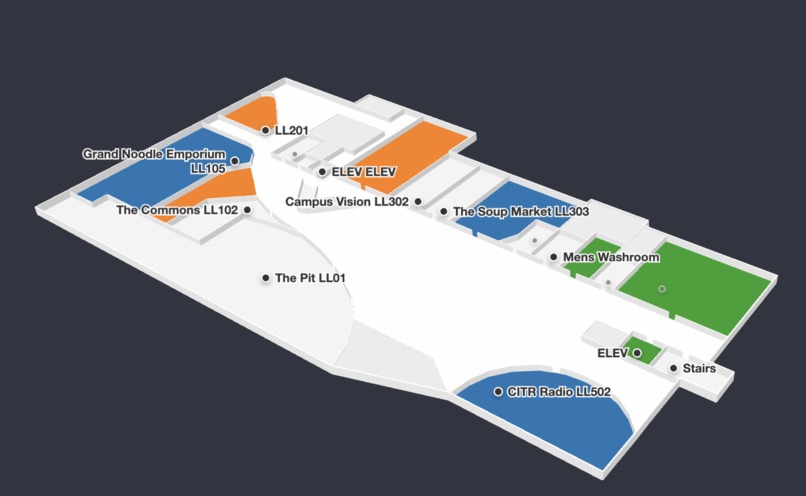 LL201
Grand Noodle Emporium
LL105
ELEV ELEV
Campus Vision LL302
The Commons LL102
The Soup Market LL303
Mens Washroom
The Pit LL01
ELEV
Stairs
CITR Radio LL502